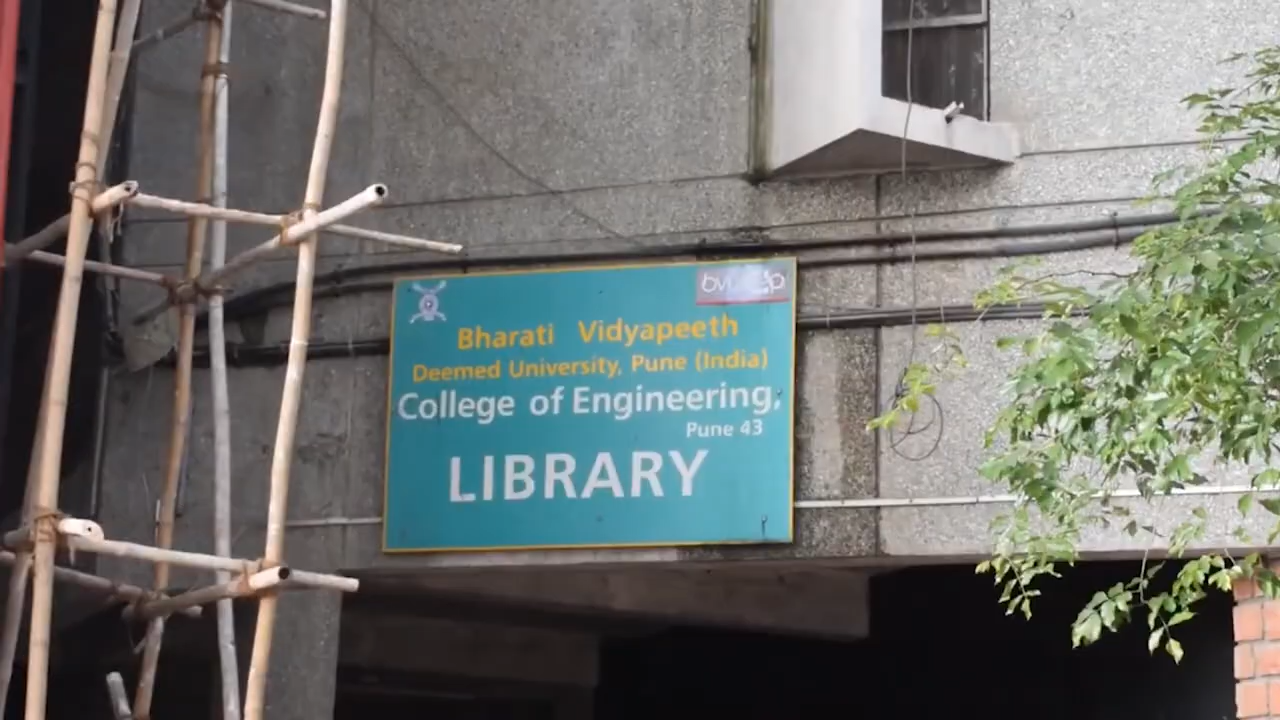 Bharati Vidyapeeth
Deemed University, Pune (India)
College of Engineering,
Pune 43
LIBRARY